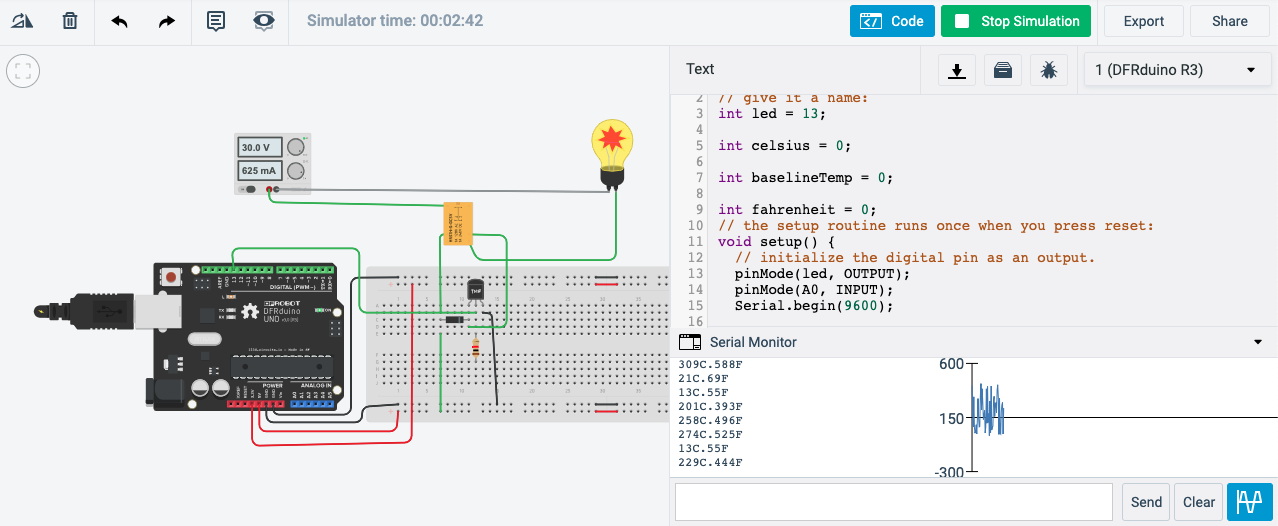 Simulator time: 00:02:42
Code
Stop Simulation
Export
Share
Text
1 (DFRduino R3)
2 // give it a name:
3 int led = 13;
4
5 int celsius = 0;
6
7 int baselineTemp = 0;
8
9 int fahrenheit = 0;
10 // the setup routine runs once when you press reset:
11 void setup() {
12 // initialize the digital pin as an output.
13 pinMode(led, OUTPUT);
14 pinMode(A0, INPUT);
15 Serial.begin(9600);
16
30.0 V
625 mA
TMP
DIGITAL (PWM~)
DFROBOT
DFRduino
UNO
ON
TX
RX
L
POWER
ANALOG IN
Serial Monitor
309C.588F
21C.69F
13C.55F
201C.393F
258C.496F
274C.525F
13C.55F
229C.444F
600
150
-300
Send
Clear